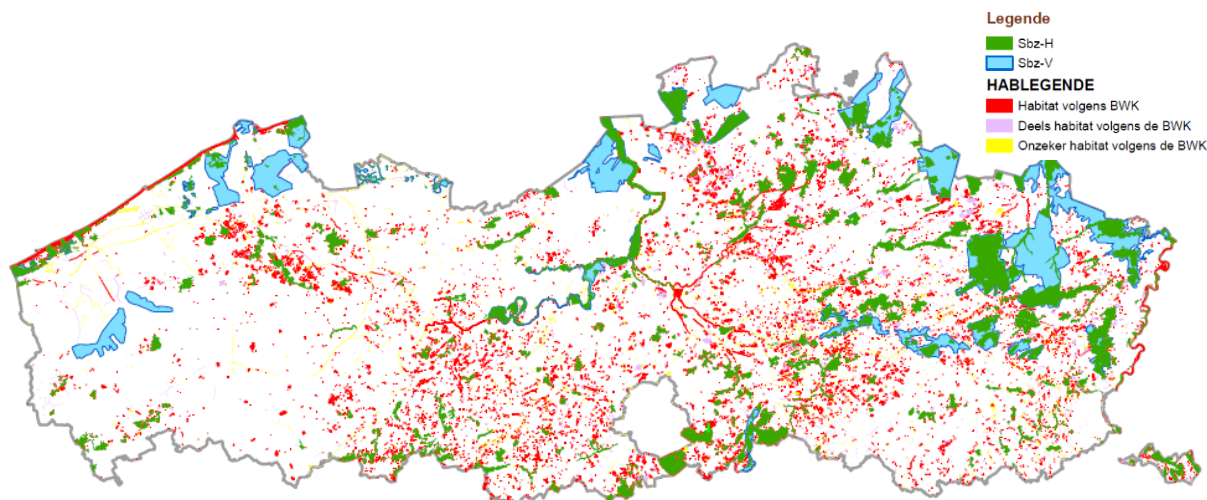 Legende
Sbz-H
Sbz-V
HABLEGENDE
Habitat volgens BWK
Deels habitat volgens de BWK
Onzeker habitat volgens de BWK